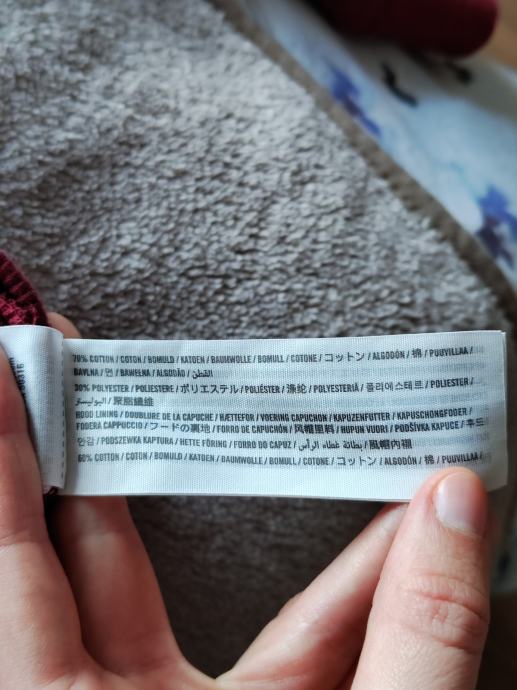 70% COTTON / COTON / BOMULD / KATOEN / BAUMWOLLE / BOMULL / COTONE / コットン / ALGODÓN / 棉 / PUUVILLAA /
BAVLNA / 면 / BAWEŁNA / ALGODÃO / القطن
30% POLYESTER / POLIESTERE / ポリエステル / POLIÉSTER / 涤纶 / POLYESTERIÄ / 폴리에스테르 / POLIESTER /
البوليستر / 聚脂纖維
HOOD LINING / DOUBLURE DE LA CAPUCHE / HÆTTEFOR / VOERING CAPUCHON / KAPUZENFUTTER / KAPUSCHONGFODER /
FODERA CAPPUCCIO / フードの裏地 / FORRO DE CAPUCHÓN / 风帽里料 / HUPUN VUORI / PODŠÍVKA KAPUCE / 후드
안감 / PODSZEWKA KAPTURA / HETTE FÔRING / FORRO DO CAPUZ / بطانة غطاء الرأس / 風帽內襯
60% COTTON / COTON / BOMULD / KATOEN / BAUMWOLLE / BOMULL / COTONE / コットン / ALGODÓN / 棉 / PUUVILLAA /